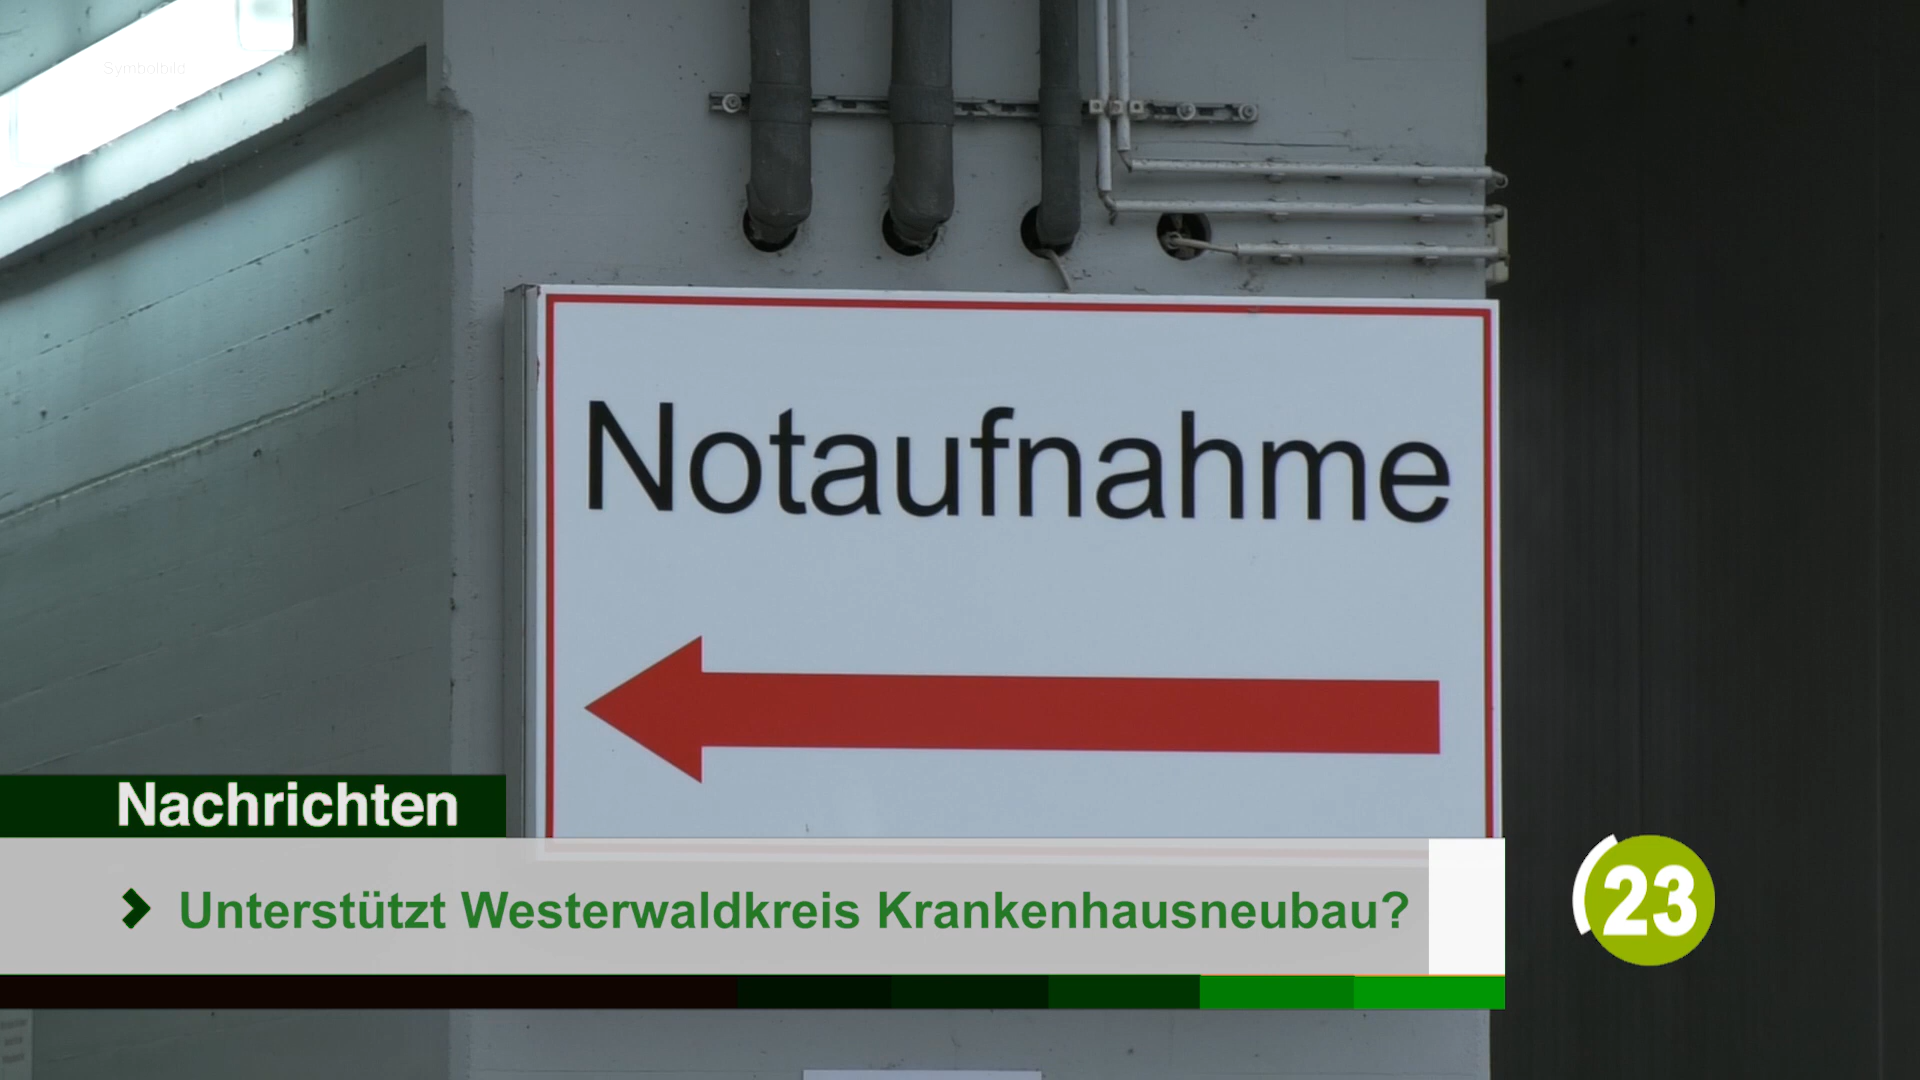 Symbolbild
Notaufnahme
Nachrichten
Unterstützt Westerwaldkreis Krankenhausneubau?
23